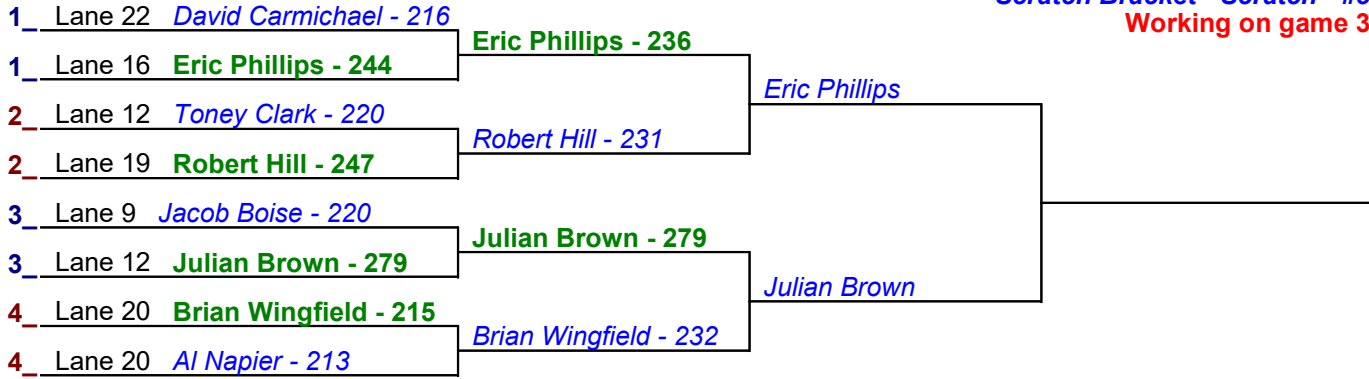 Scratch Bracket - Scratch - #
Working on game 3
1_ Lane 22 David Carmichael - 216
Eric Phillips - 236
1_ Lane 16 Eric Phillips - 244
Eric Phillips
2_ Lane 12 Toney Clark - 220
Robert Hill - 231
2_ Lane 19 Robert Hill - 247
3_ Lane 9 Jacob Boise - 220
Julian Brown - 279
3_ Lane 12 Julian Brown - 279
Julian Brown
4_ Lane 20 Brian Wingfield - 215
Brian Wingfield - 232
4_ Lane 20 Al Napier - 213